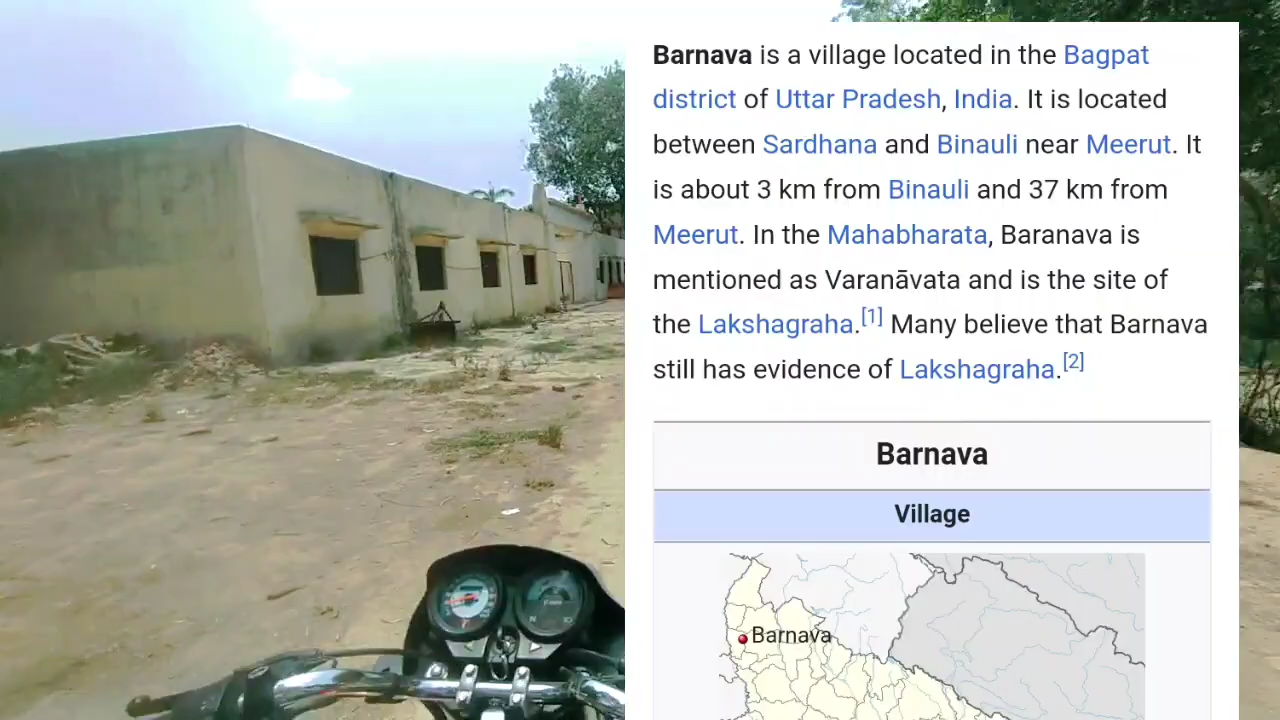 Barnava is a village located in the Bagpat
district of Uttar Pradesh, India. It is located
between Sardhana and Binauli near Meerut. It
is about 3 km from Binauli and 37 km from
Meerut. In the Mahabharata, Baranava is
mentioned as Varanāvata and is the site of
the Lakshagraha.[1] Many believe that Barnava
still has evidence of Lakshagraha.[2]
Barnava
Village
Barnava